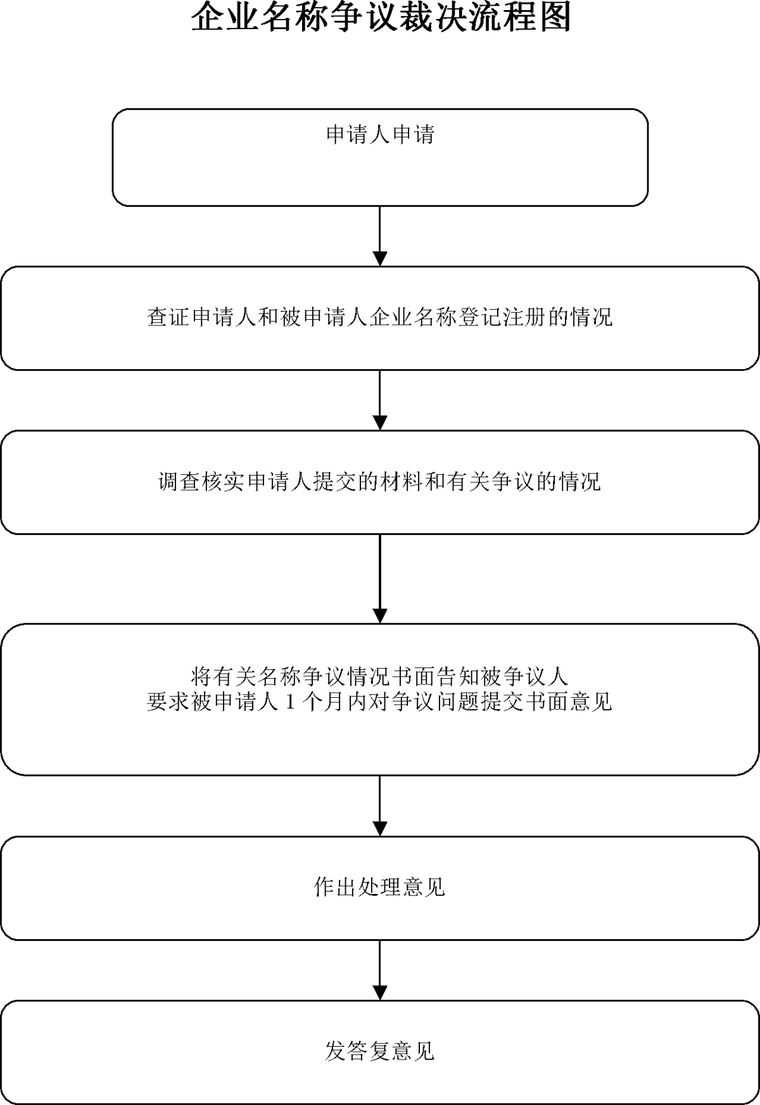 企业名称争议裁决流程图
申请人申请
查证申请人和被申请人企业名称登记注册的情况
调查核实申请人提交的材料和有关争议的情况
将有关名称争议情况书面告知被争议人
要求被申请人1个月内对争议问题提交书面意见
作出处理意见
发答复意见